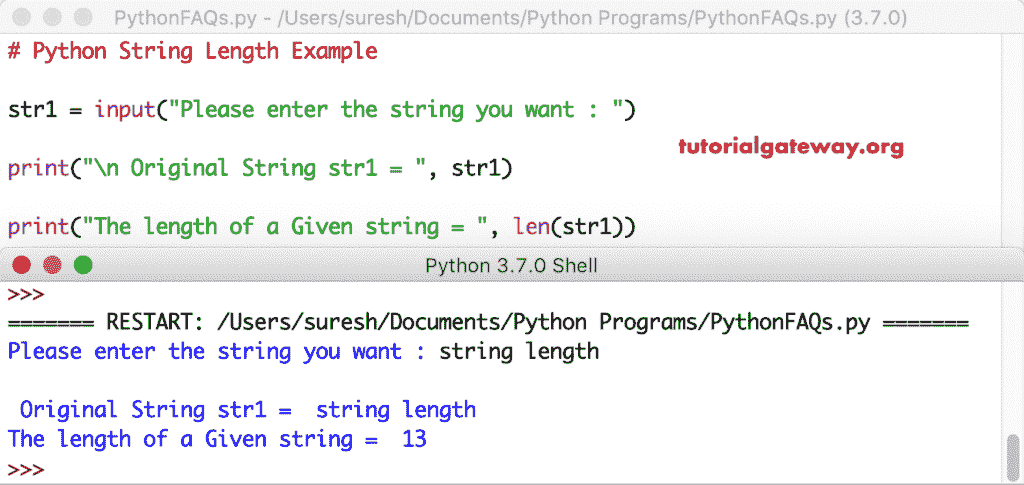 PythonFAQs.py - /Users/suresh/Documents/Python Programs/PythonFAQs.py (3.7.0)
# Python String Length Example
str1 = input("Please enter the string you want : ")
tutorialgateway.org
print("\n Original String str1 = ", str1)
print("The length of a Given string = ", len(str1))
Python 3.7.0 Shell
>>>
======= RESTART: /Users/suresh/Documents/Python Programs/PythonFAQs.py =======
Please enter the string you want : string length
 Original String str1 =  string length
The length of a Given string =  13
>>>